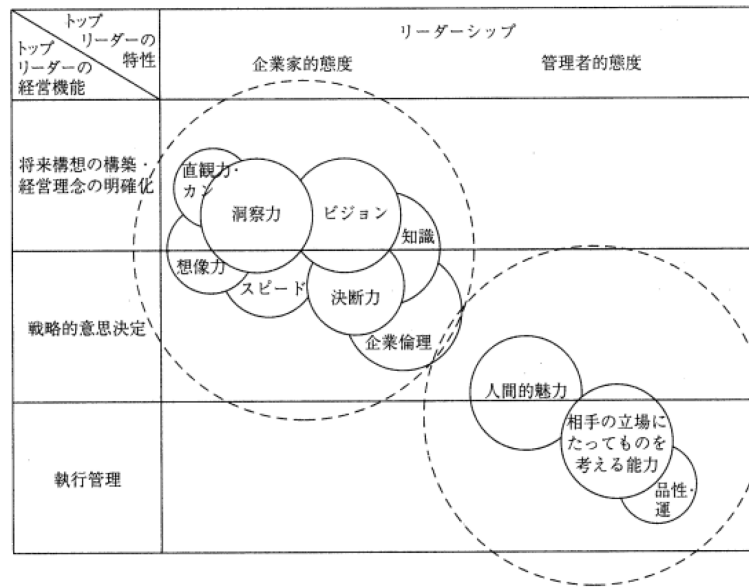 トップ
リーダーの
特性
トップ
リーダーの
経営機能
リーダーシップ
企業家的態度
管理者的態度
将来構想の構築・
経営理念の明確化
直観力・
カン
洞察力
ビジョン
知識
想像力
スピード
決断力
企業倫理
戦略的意思決定
人間的魅力
相手の立場に
たってものを
考える能力
品性・
運
執行管理